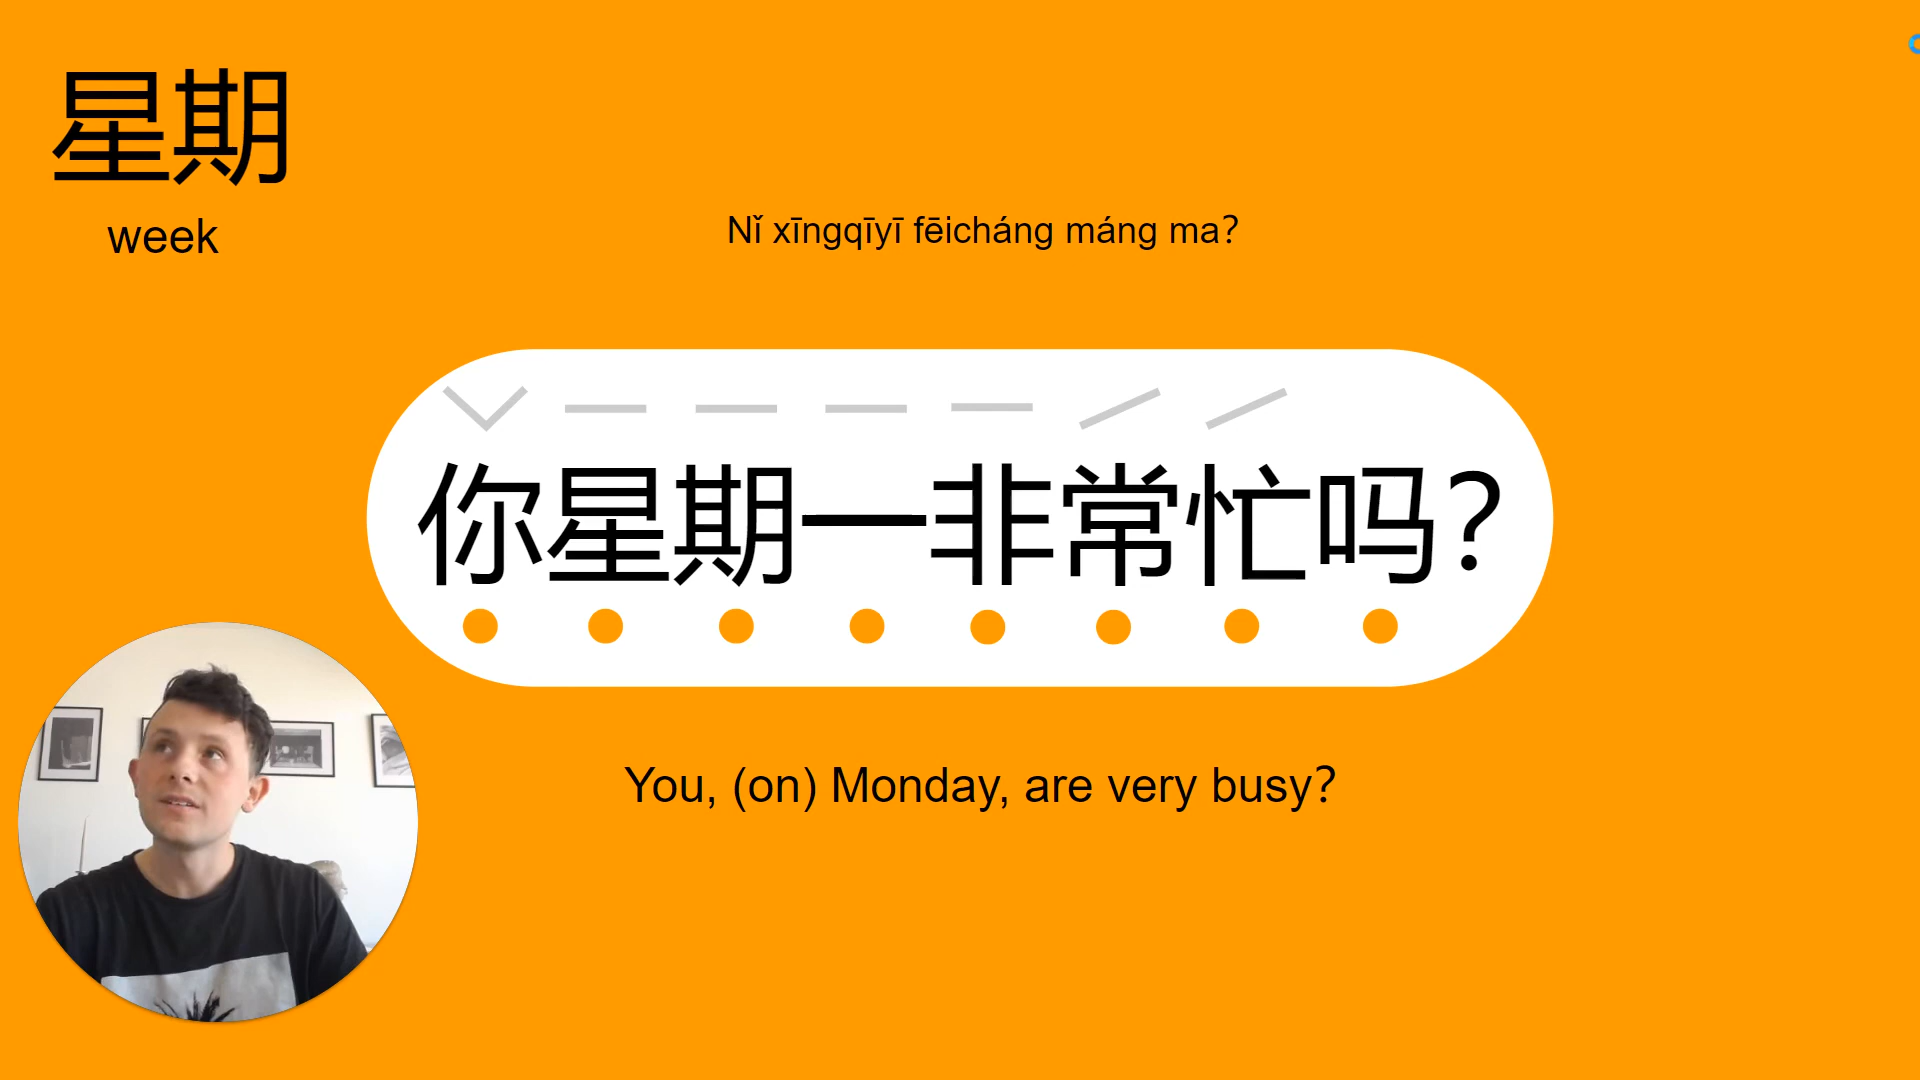 星期
week
Nǐ xīngqīyī fēicháng máng ma?
你星期一非常忙吗?
You, (on) Monday, are very busy?